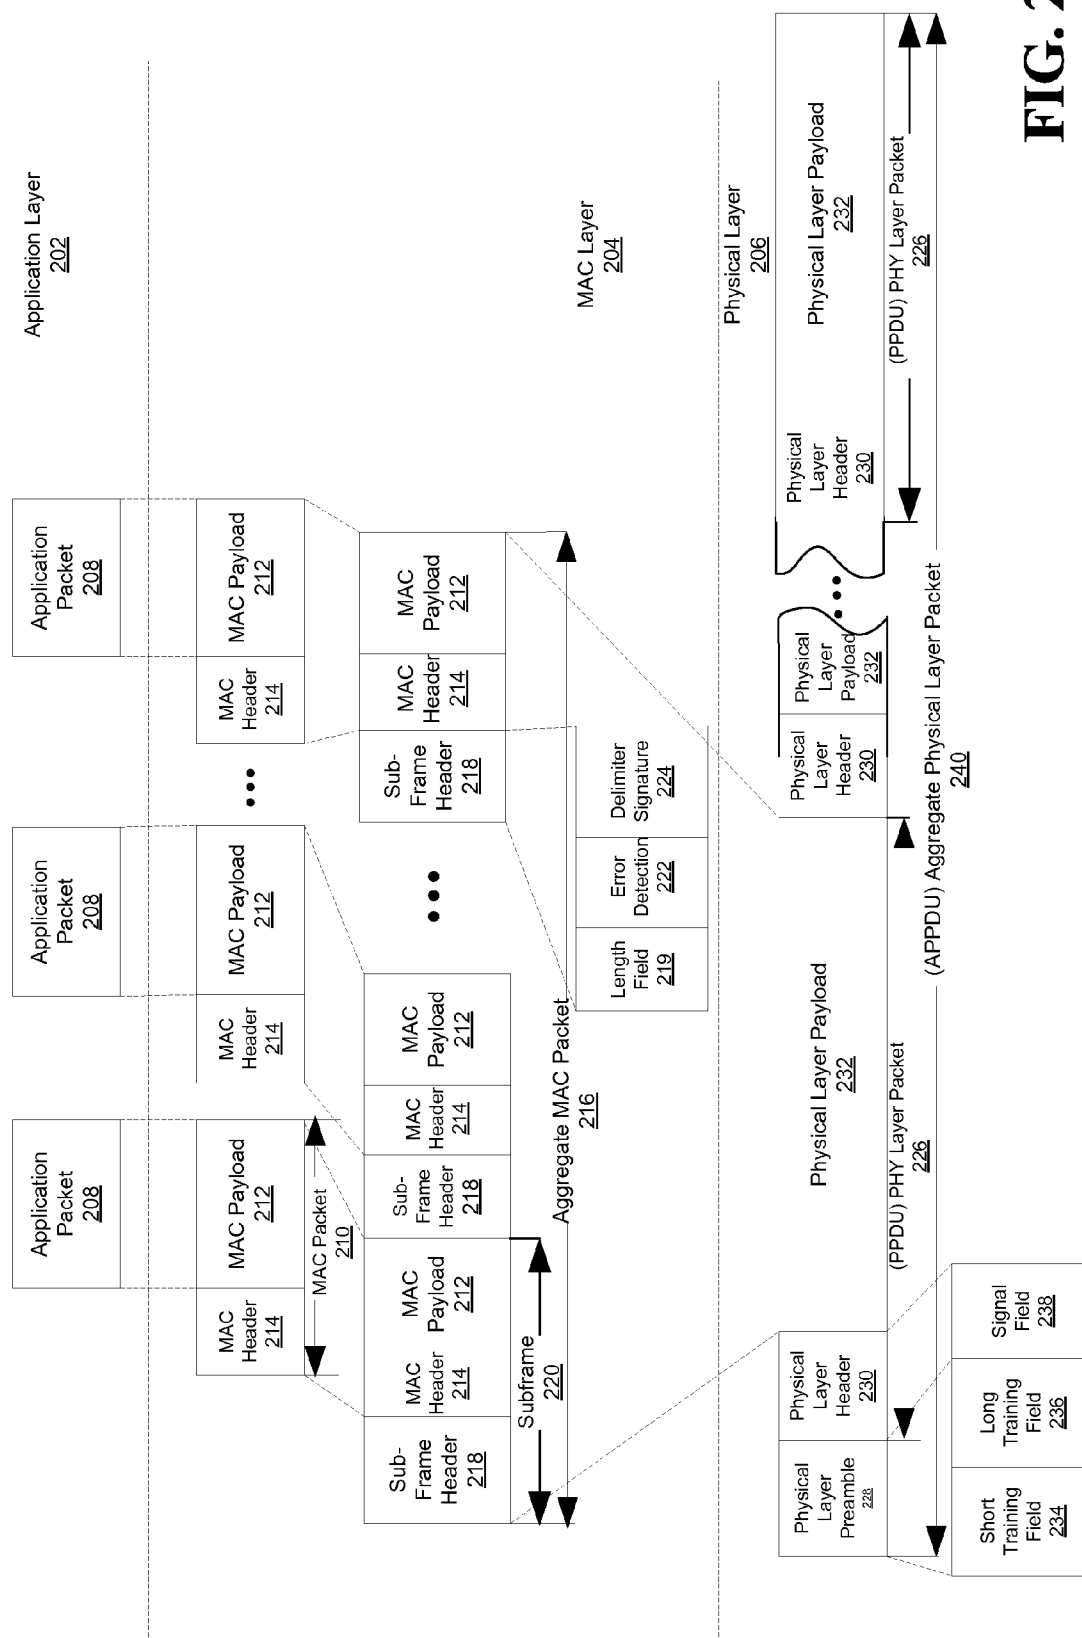 Application Layer
202
Application
Packet
208
Application
Packet
208
Application
Packet
208
MAC
Header
214
MAC Payload
212
MAC
Header
214
MAC Payload
212
MAC
Header
214
MAC Payload
212
MAC Packet
210
Sub-
Frame
Header
218
MAC
Header
214
MAC
Payload
212
Sub-
Frame
Header
218
MAC
Header
214
MAC
Payload
212
Sub-
Frame
Header
218
MAC
Header
214
MAC
Payload
212
Subframe
220
Aggregate MAC Packet
216
MAC Layer
204
Length
Field
219
Error
Detection
222
Delimiter
Signature
224
Physical Layer
206
Physical
Layer
Preamble
228
Physical
Layer
Header
230
Physical Layer Payload
232
Physical
Layer
Header
230
Physical
Layer
Payload
232
Physical
Layer
Header
230
Physical Layer Payload
232
(PPDU) PHY Layer Packet
226
(PPDU) PHY Layer Packet
226
(APPDU) Aggregate Physical Layer Packet
240
Short
Training
Field
234
Long
Training
Field
236
Signal
Field
238
FIG. 2